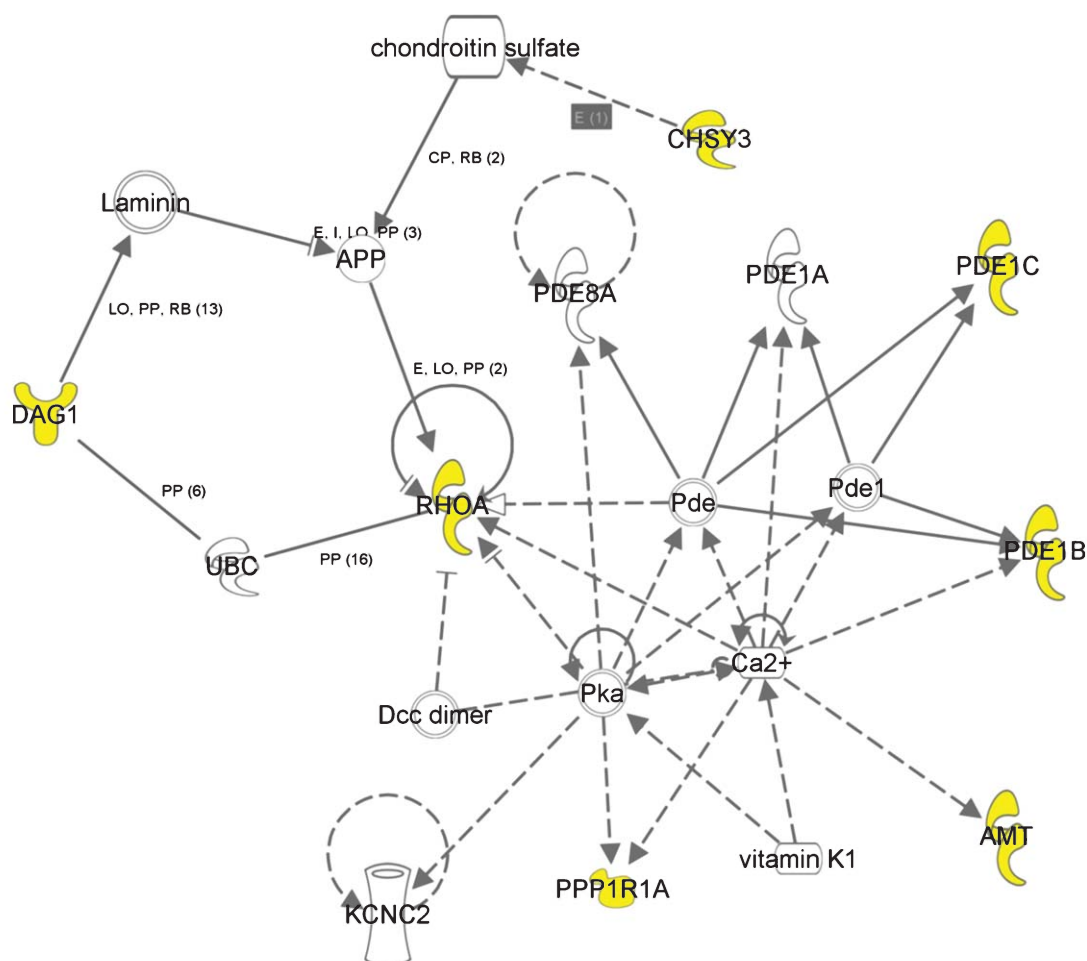 chondroitin sulfate
E (1)
CHSY3
CP, RB (2)
Laminin
E, I, LO, PP (3)
APP
PDE8A
PDE1A
PDE1C
LO, PP, RB (13)
E, LO, PP (2)
DAG1
PP (6)
RHOA
Pde
Pde1
PDE1B
UBC
PP (16)
Ca2+
Pka
Dcc dimer
AMT
vitamin K1
PPP1R1A
KCNC2